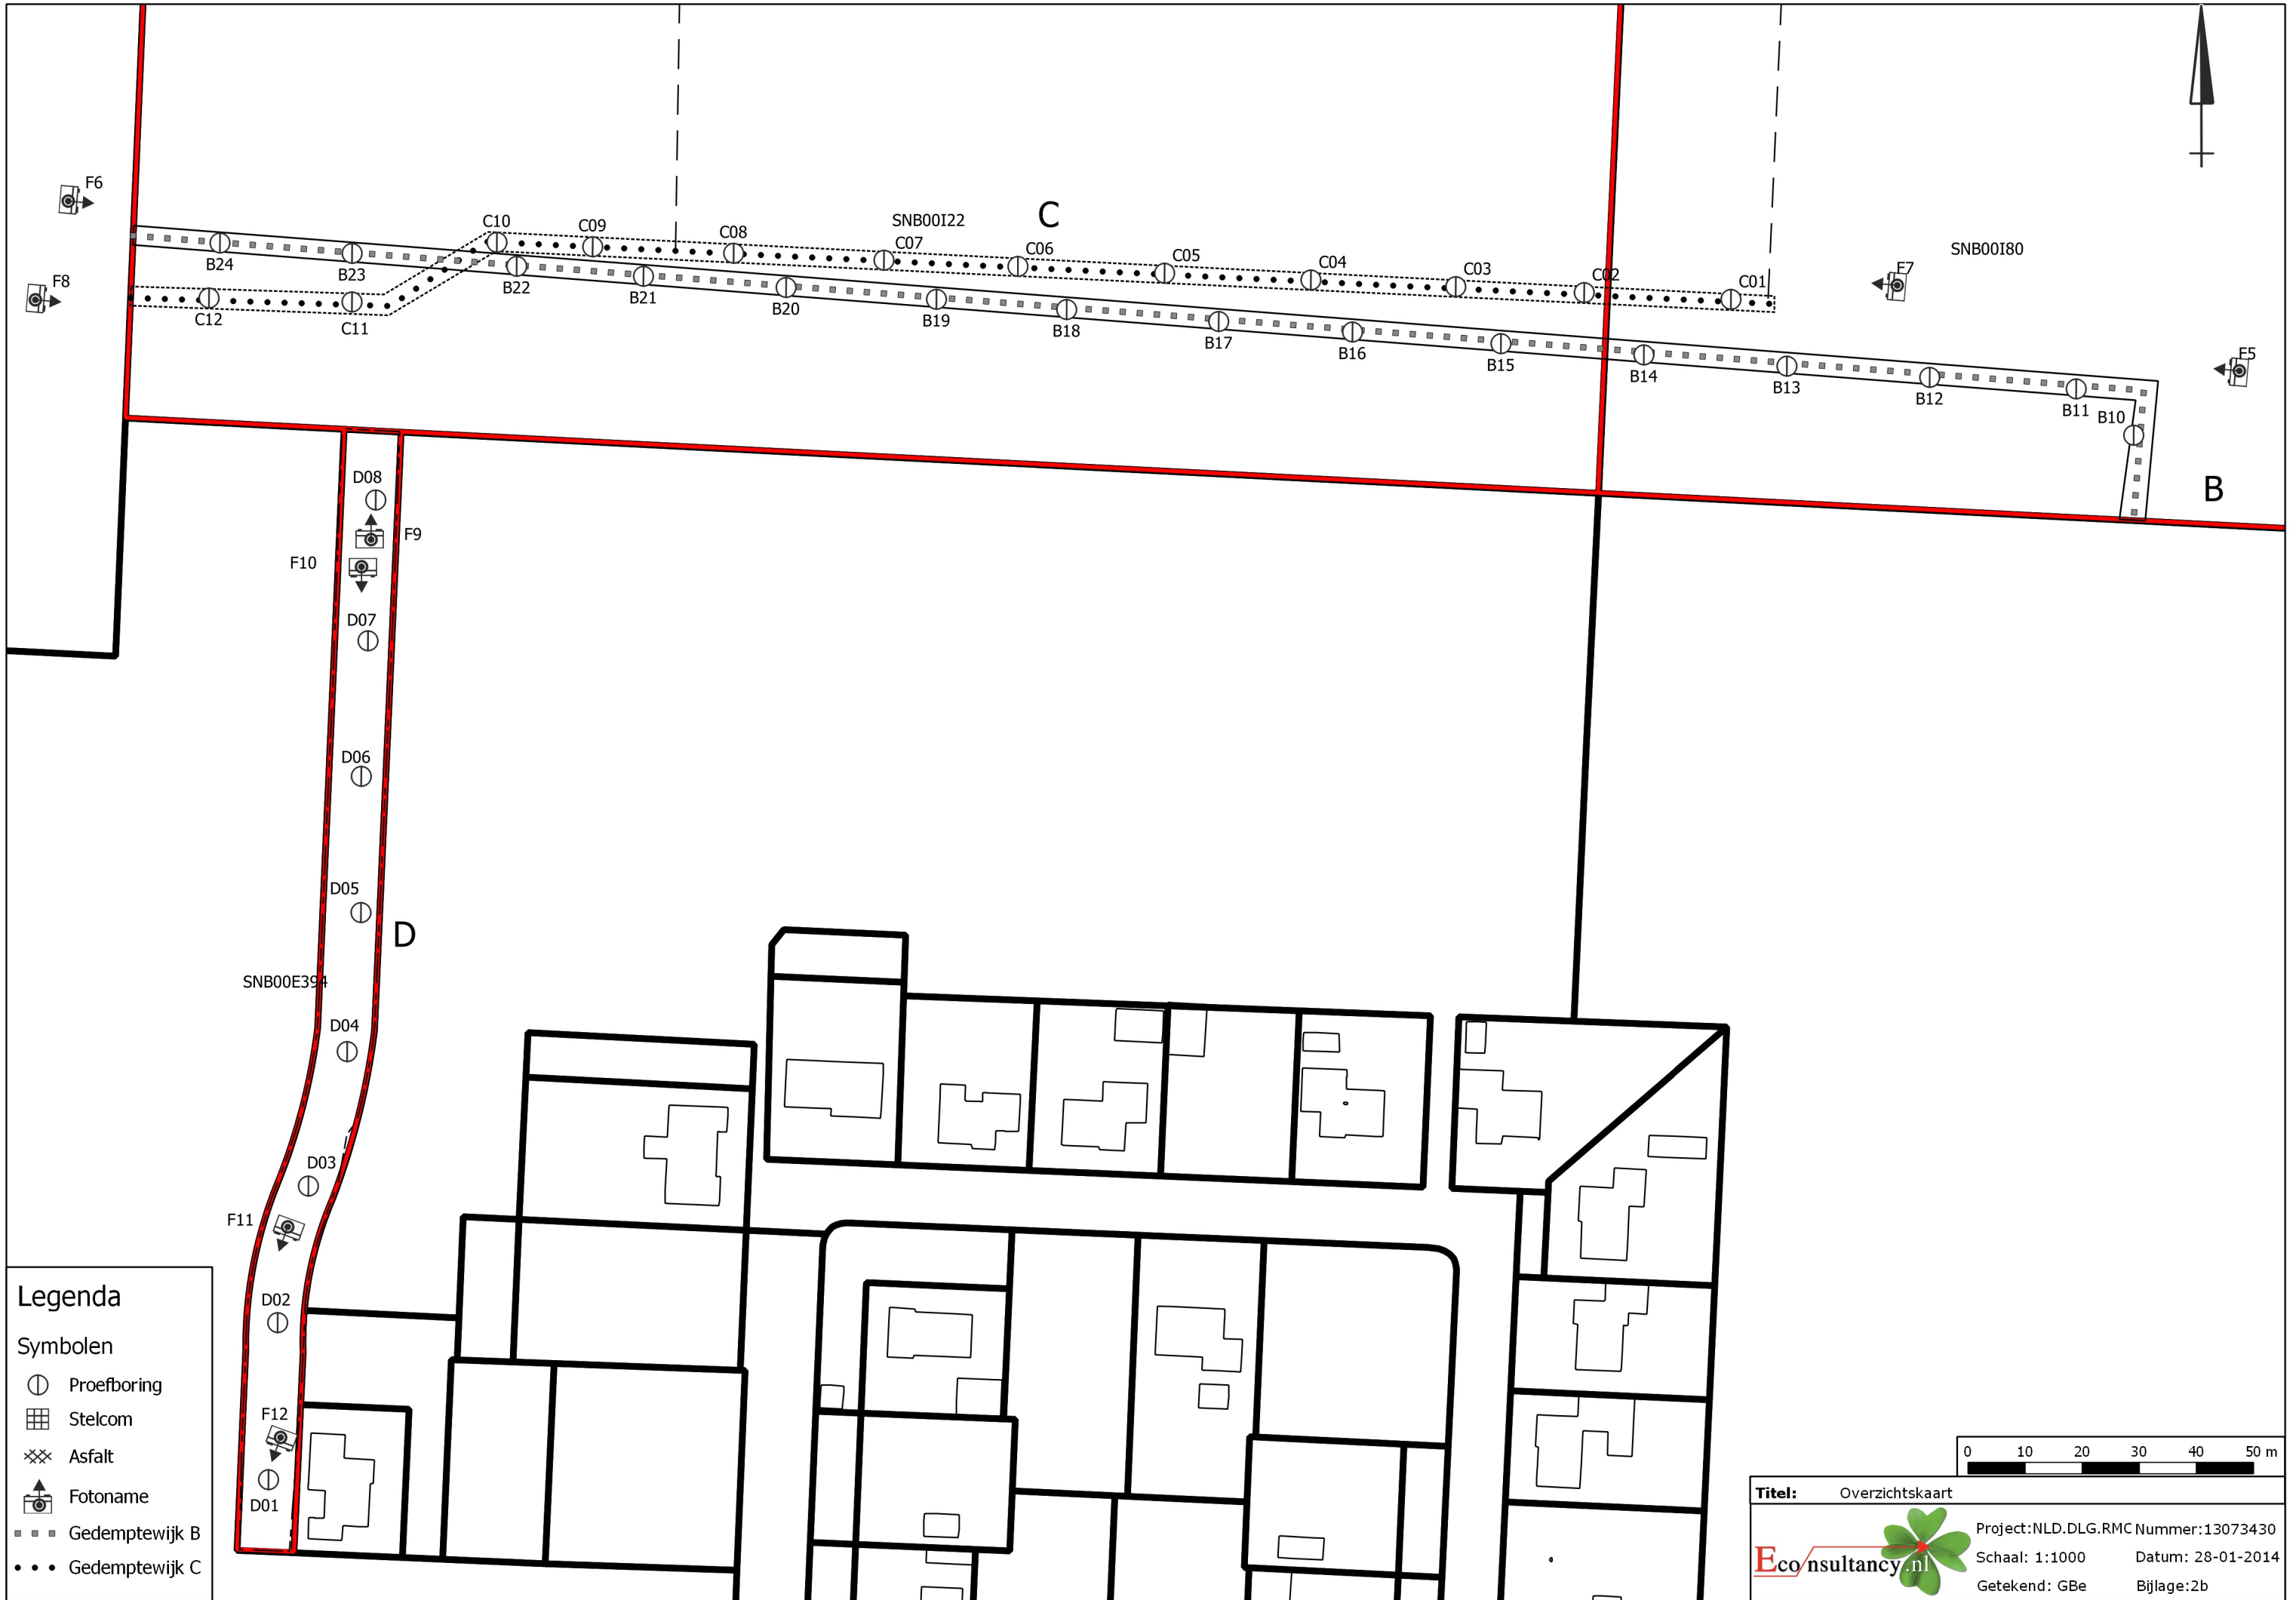 F6
F8
C10
C09
C08
SNB00I22
C
C07
C06
C05
C04
C03
C02
C01
F7
SNB00I80
B24
B23
B22
B21
B20
B19
B18
B17
B16
B15
B14
B13
B12
B11
B10
F5
C12
C11
B
D08
F9
F10
D07
D06
D05
D
SNB00E394
D04
D03
F11
D02
F12
D01
Legenda
Symbolen
Proefboring
Stelcom
Asfalt
Fotoname
Gedemptewijk B
Gedemptewijk C
0 10 20 30 40 50 m
Titel: Overzichtskaart
Econsultancy.nl
Project:NLD.DLG.RMC Nummer:13073430
Schaal: 1:1000 Datum: 28-01-2014
Getekend: GBe Bijlage:2b